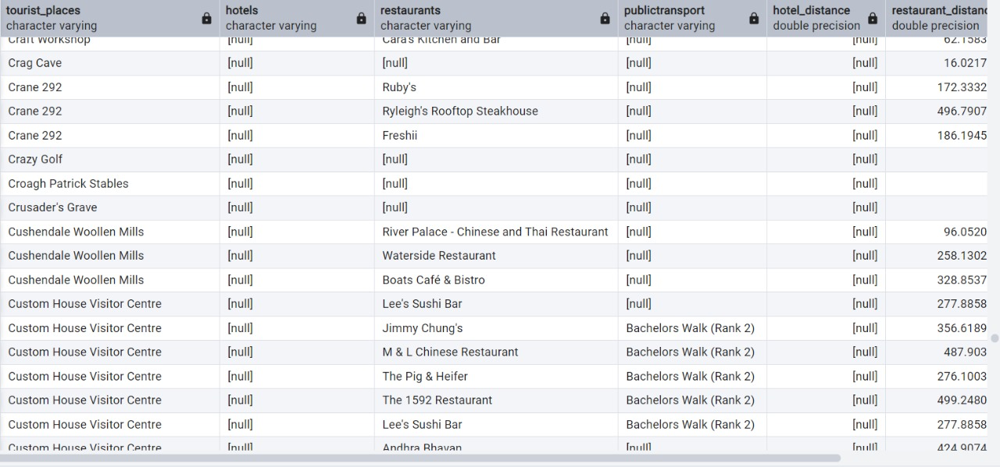 tourist_places hotels restaurants publictransport hotel_distance restaurant_distanc
character varying character varying character varying character varying double precision double precision
Craft Workshop [null] Cara's Kitchen and Bar [null] [null] 62.1583
Crag Cave [null] [null] [null] [null] 16.0217
Crane 292 [null] Ruby's [null] [null] 172.3332
Crane 292 [null] Ryleigh's Rooftop Steakhouse [null] [null] 496.7907
Crane 292 [null] Freshii [null] [null] 186.1945
Crazy Golf [null] [null] [null] [null]
Croagh Patrick Stables [null] [null] [null] [null]
Crusader's Grave [null] [null] [null] [null]
Cushendale Woollen Mills [null] River Palace - Chinese and Thai Restaurant [null] [null] 96.0520
Cushendale Woollen Mills [null] Waterside Restaurant [null] [null] 258.1302
Cushendale Woollen Mills [null] Boats Café & Bistro [null] [null] 328.8537
Custom House Visitor Centre [null] Lee's Sushi Bar [null] [null] 277.8858
Custom House Visitor Centre [null] Jimmy Chung's Bachelors Walk (Rank 2) [null] 356.6189
Custom House Visitor Centre [null] M & L Chinese Restaurant Bachelors Walk (Rank 2) [null] 487.903
Custom House Visitor Centre [null] The Pig & Heifer Bachelors Walk (Rank 2) [null] 276.1003
Custom House Visitor Centre [null] The 1592 Restaurant Bachelors Walk (Rank 2) [null] 499.2480
Custom House Visitor Centre [null] Lee's Sushi Bar Bachelors Walk (Rank 2) [null] 277.8858
Custom House Visitor Centre [null] Andhra Bhavan [null] [null] 424.9074